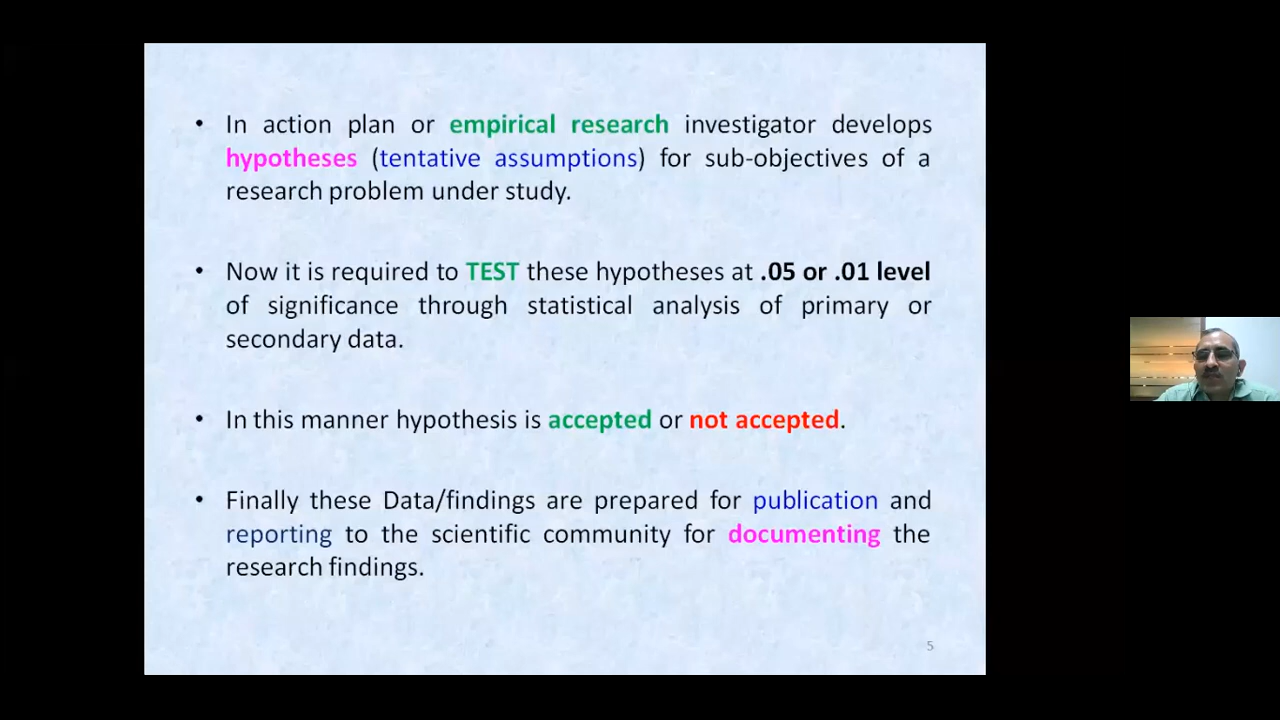 • In action plan or empirical research investigator develops
hypotheses (tentative assumptions) for sub-objectives of a
research problem under study.
• Now it is required to TEST these hypotheses at .05 or .01 level
of significance through statistical analysis of primary or
secondary data.
• In this manner hypothesis is accepted or not accepted.
• Finally these Data/findings are prepared for publication and
reporting to the scientific community for documenting the
research findings.
5